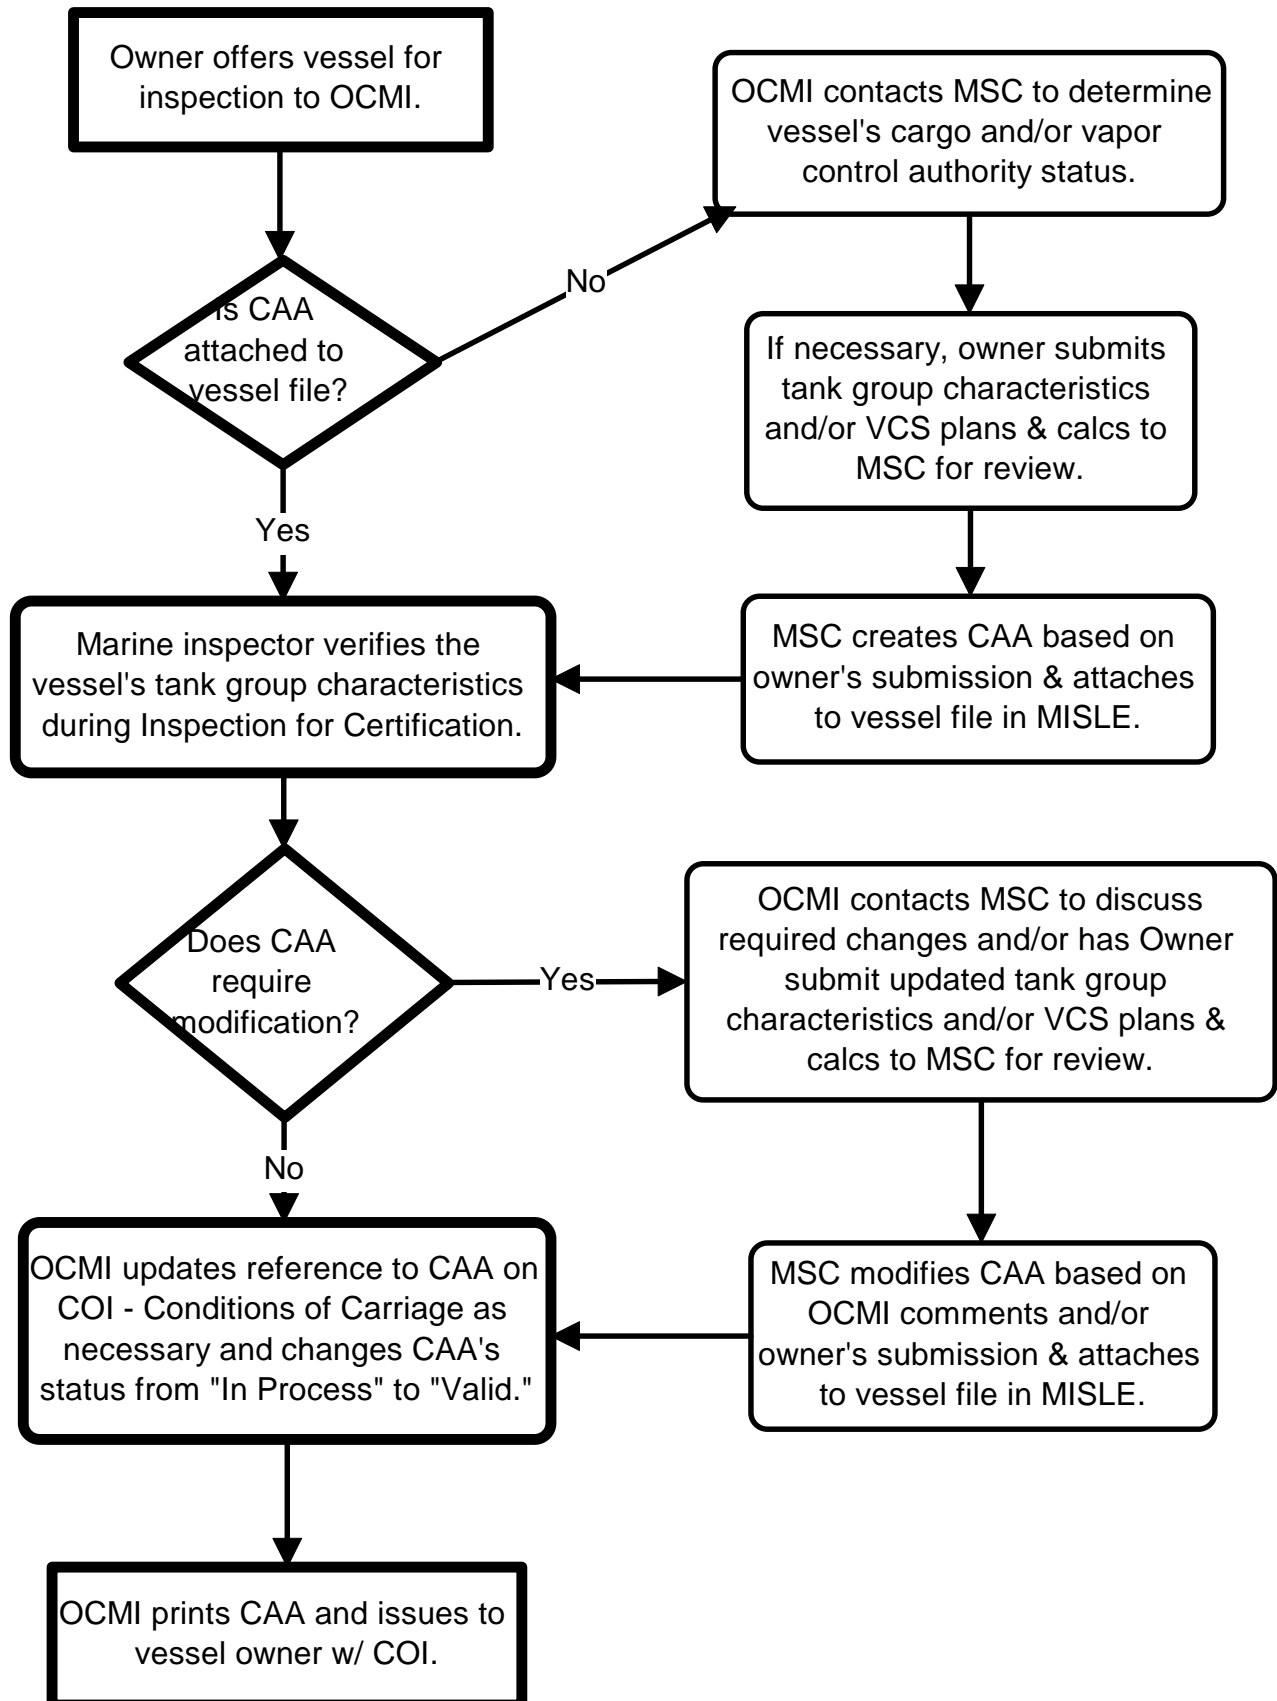 Owner offers vessel for
inspection to OCMI.
OCMI contacts MSC to determine
vessel's cargo and/or vapor
control authority status.
No
Is CAA
attached to
vessel file?
If necessary, owner submits
tank group characteristics
and/or VCS plans & calcs to
MSC for review.
Yes
Marine inspector verifies the
vessel's tank group characteristics
during Inspection for Certification.
MSC creates CAA based on
owner's submission & attaches
to vessel file in MISLE.
Does CAA
require
modification?
Yes
OCMI contacts MSC to discuss
required changes and/or has Owner
submit updated tank group
characteristics and/or VCS plans &
calcs to MSC for review.
No
OCMI updates reference to CAA on
COI - Conditions of Carriage as
necessary and changes CAA's
status from "In Process" to "Valid."
MSC modifies CAA based on
OCMI comments and/or
owner's submission & attaches
to vessel file in MISLE.
OCMI prints CAA and issues to
vessel owner w/ COI.